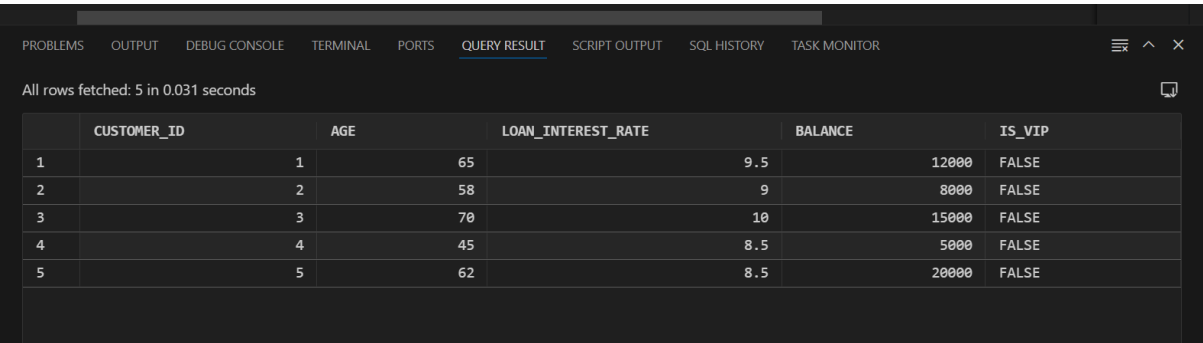 PROBLEMS OUTPUT DEBUG CONSOLE TERMINAL PORTS QUERY RESULT SCRIPT OUTPUT SQL HISTORY TASK MONITOR
All rows fetched: 5 in 0.031 seconds
CUSTOMER_ID AGE LOAN_INTEREST_RATE BALANCE IS_VIP
1 1 65 9.5 12000 FALSE
2 2 58 9 8000 FALSE
3 3 70 10 15000 FALSE
4 4 45 8.5 5000 FALSE
5 5 62 8.5 20000 FALSE